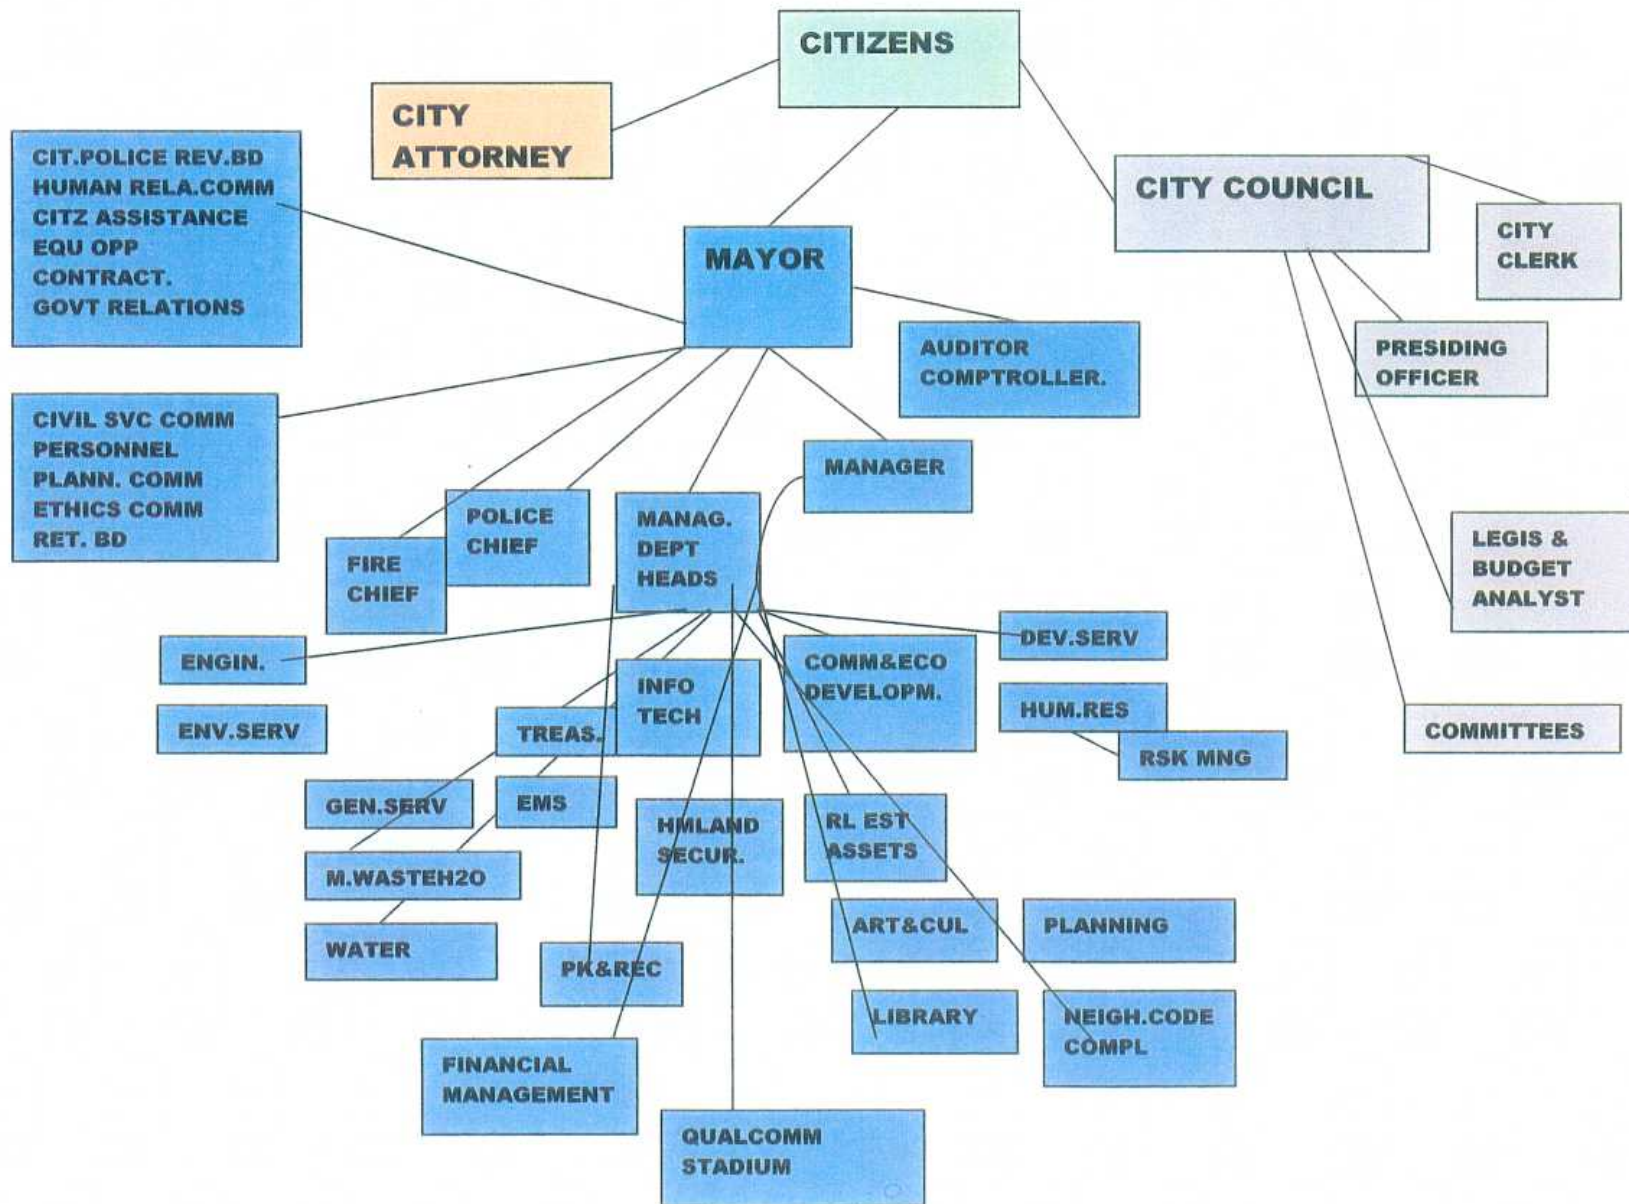 CITIZENS
CITY
ATTORNEY
CIT.POLICE REV.BD
HUMAN RELA.COMM
CITZ ASSISTANCE
EQU OPP
CONTRACT.
GOVT RELATIONS
CITY COUNCIL
CITY
CLERK
MAYOR
AUDITOR
COMPTROLLER.
PRESIDING
OFFICER
CIVIL SVC COMM
PERSONNEL
PLANN. COMM
ETHICS COMM
RET. BD
MANAGER
POLICE
CHIEF
MANAG.
DEPT
HEADS
FIRE
CHIEF
LEGIS &
BUDGET
ANALYST
ENGIN.
DEV.SERV
COMM&ECO
DEVELOPM.
INFO
TECH
ENV.SERV
TREAS.
HUM.RES
RSK MNG
COMMITTEES
GEN.SERV
EMS
HMLAND
SECUR.
RL EST
ASSETS
M.WASTEH2O
WATER
PK&REC
ART&CUL
PLANNING
LIBRARY
NEIGH.CODE
COMPL
FINANCIAL
MANAGEMENT
QUALCOMM
STADIUM